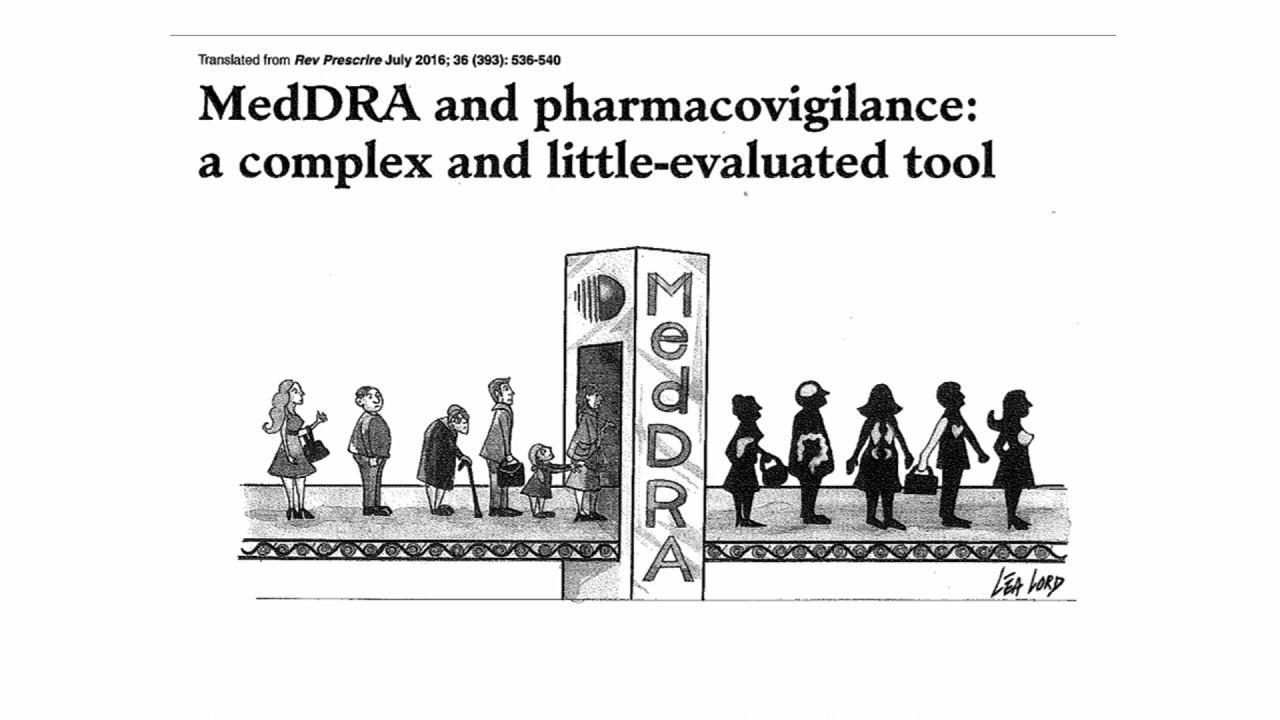 Translated from Rev Prescrire July 2016; 36 (393): 536-540
MedDRA and pharmacovigilance:
a complex and little-evaluated tool
MedDRA
LÉA LORD